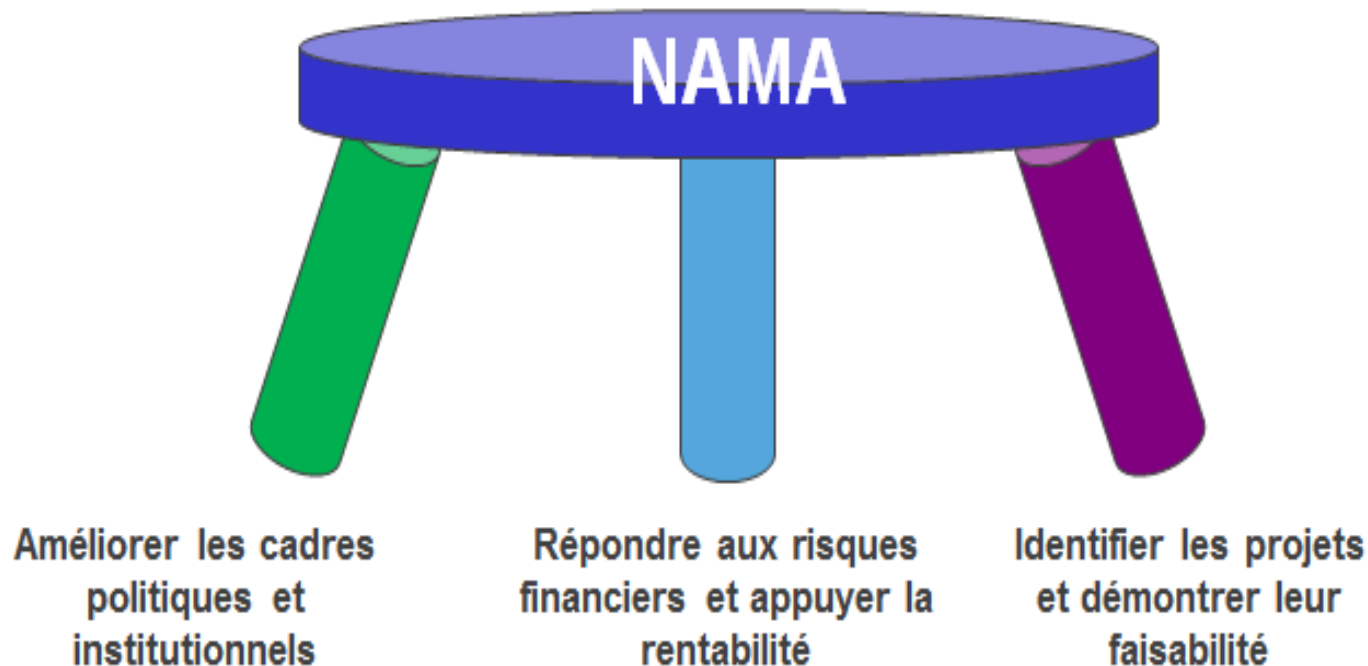 NAMA
Améliorer les cadres
politiques et
institutionnels
Répondre aux risques
financiers et appuyer la
rentabilité
Identifier les projets
et démontrer leur
faisabilité